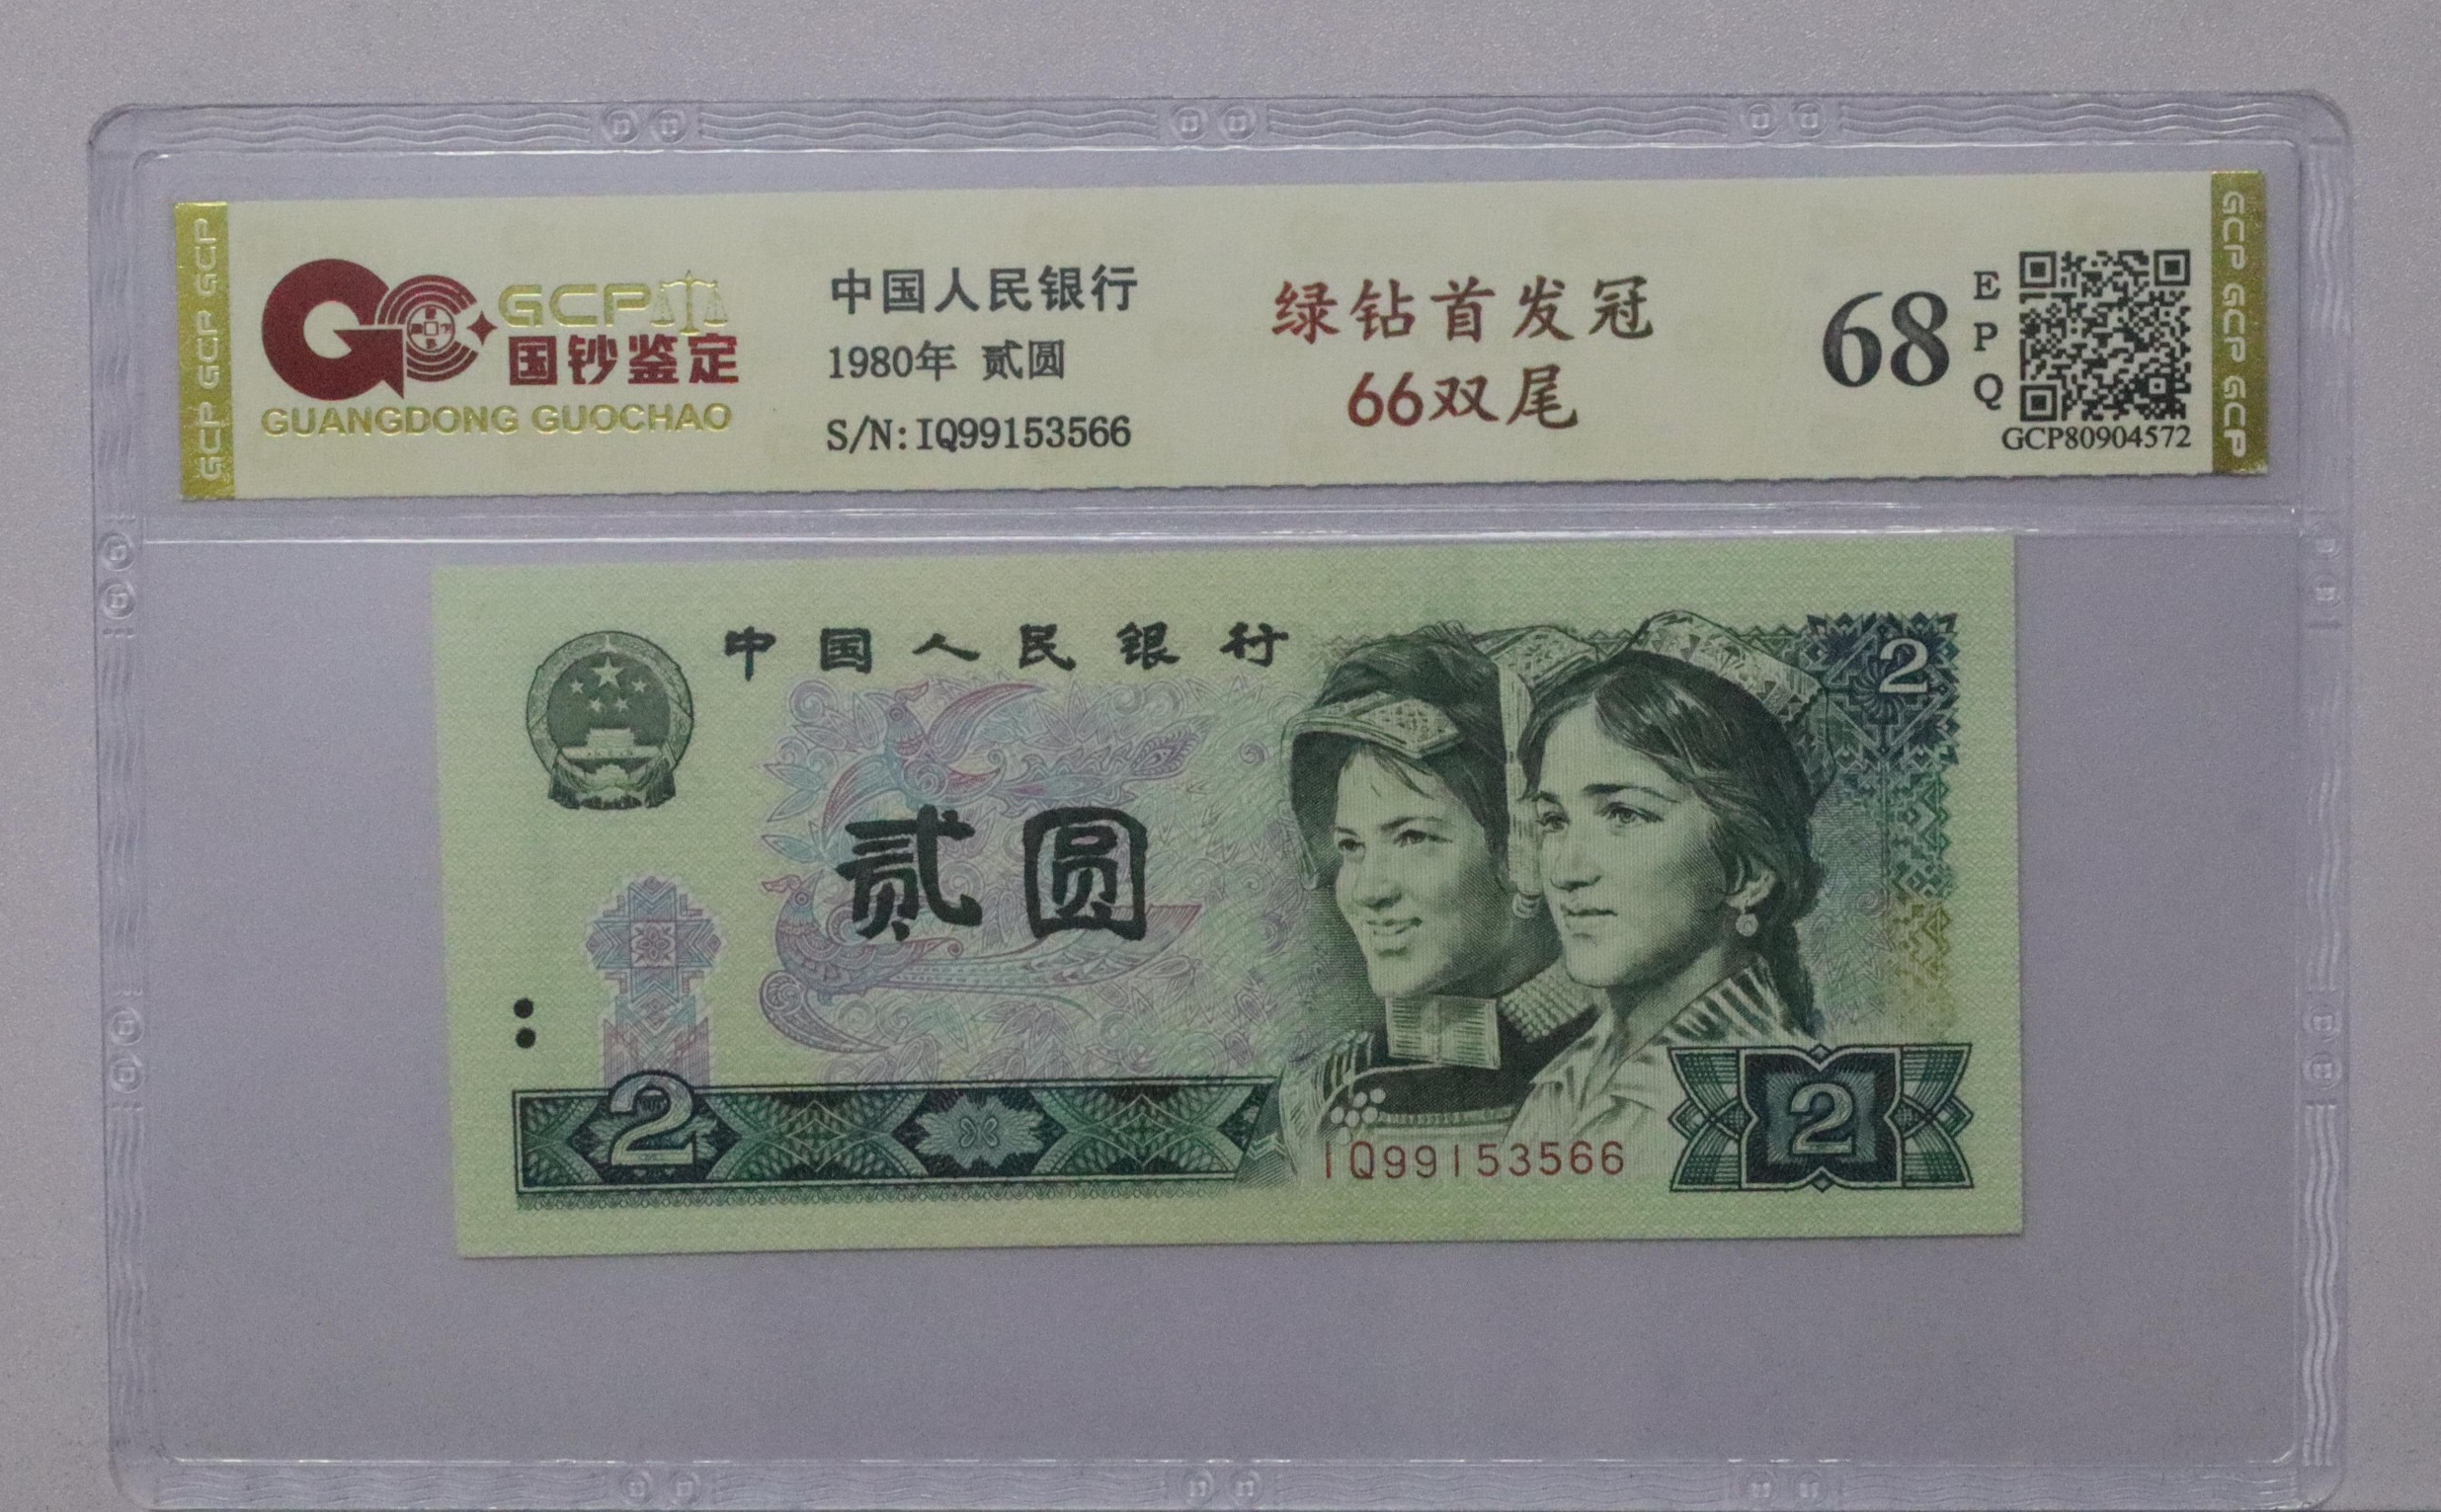 GCP GCP GCP
GCP
国钞鉴定
GUANGDONG GUOCHAO
中国人民银行
1980年 贰圆
S/N:IQ99153566
绿钻首发冠
66双尾
68
EPQ
GCP80904572
GCP GCP GCP
中国人民银行
2
贰圆
2
IQ99153566
2